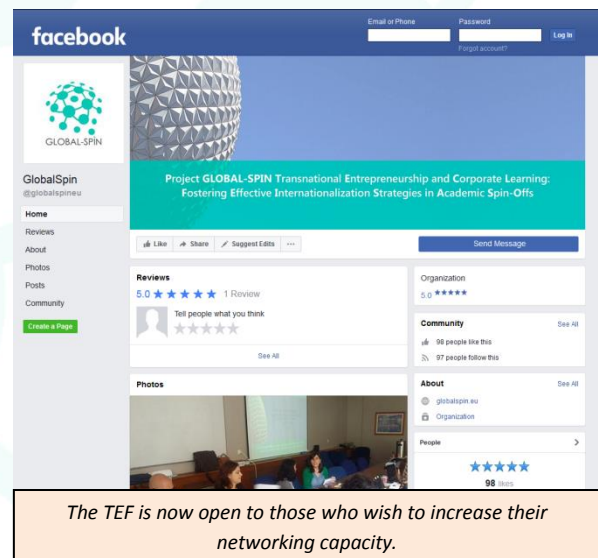 facebook
Email or Phone
Password
Log In
Forgot account?
GLOBAL-SPIN
GlobalSpin
@globalspineu
Home
Reviews
About
Photos
Posts
Community
Create a Page
Project GLOBAL-SPIN Transnational Entrepreneurship and Corporate Learning:
Fostering Effective Internationalization Strategies in Academic Spin-Offs
Like Share Suggest Edits ...
Send Message
Reviews
5.0 ★★★★★ 1 Review
Tell people what you think
See All
Photos
Organization
5.0 ★★★★★
Community See All
98 people like this
97 people follow this
About See All
globalspin.eu
Organization
People
98 likes
The TEF is now open to those who wish to increase their
networking capacity.